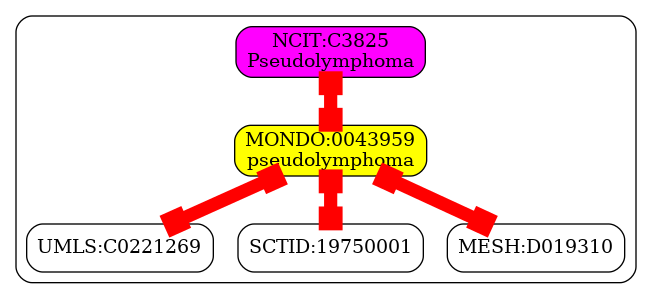 NCIT:C3825
Pseudolymphoma
MONDO:0043959
pseudolymphoma
UMLS:C0221269
SCTID:19750001
MESH:D019310